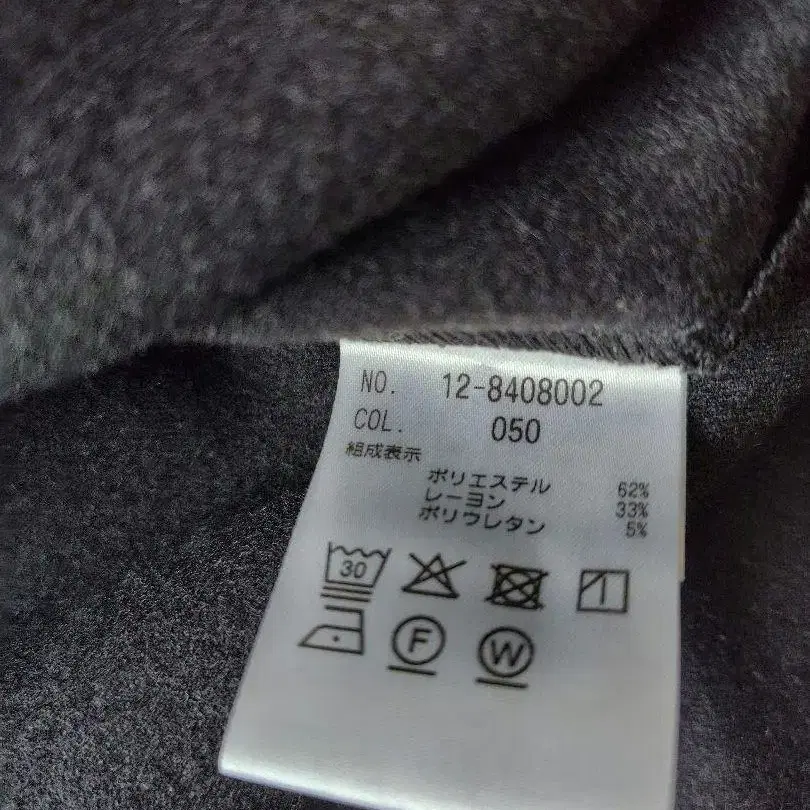 NO. 12-8408002
COL. 050
組成表示
ポリエステル 62%
レーヨン 33%
ポリウレタン 5%
30
F W